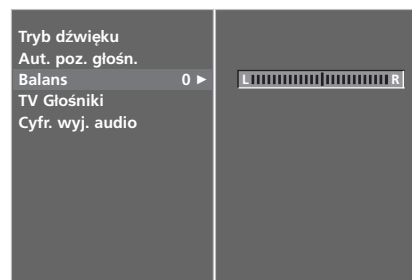 Tryb dźwięku
Aut. poz. głośn.
Balans 0 ►
L R
TV Głośniki
Cyfr. wyj. audio